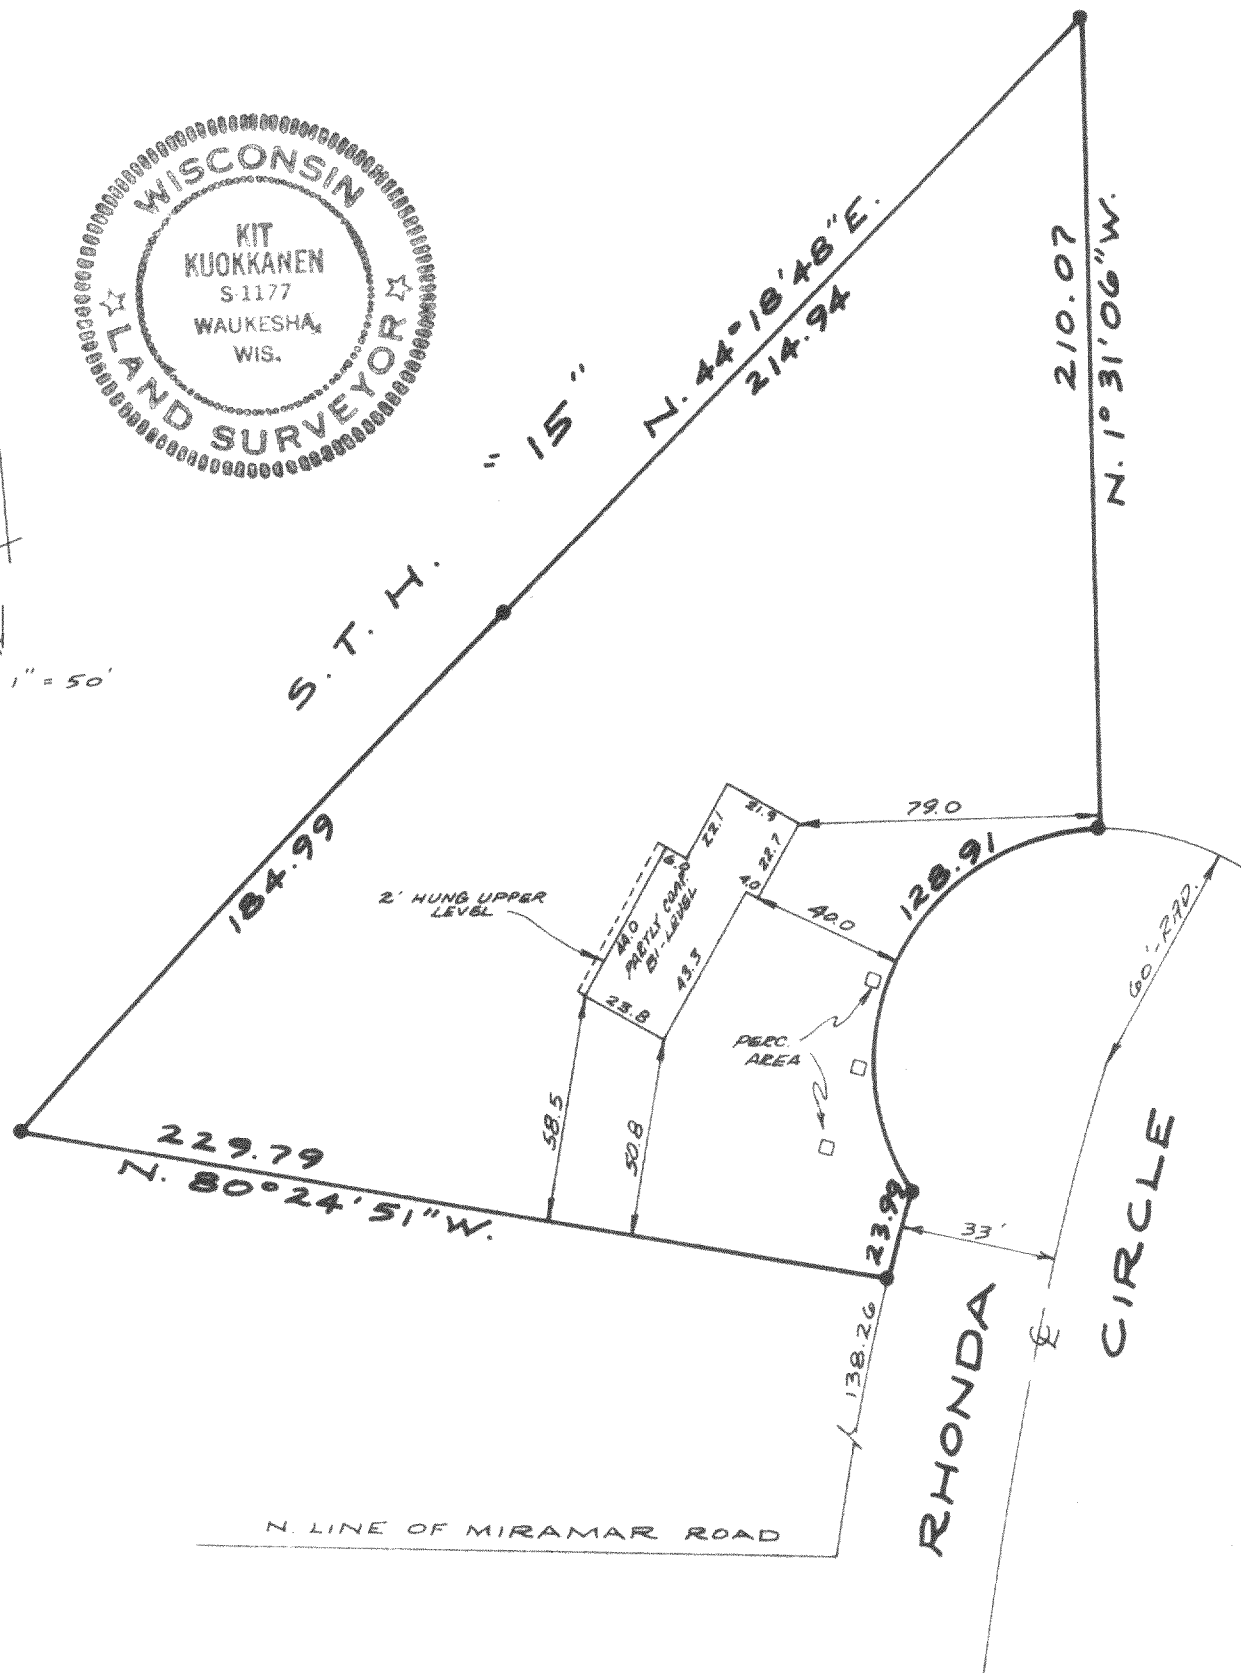 WISCONSIN
LAND SURVEYOR
KIT
KUOKKANEN
S-1177
WAUKESHA,
WIS.
1" = 50'
S. T. H. "15"
N. 44° 18' 48" E.
214.94
210.07
N. 1° 31' 06" W.
184.99
2' HUNG UPPER
LEVEL
22.1
21.9
22.7
6.0
4.0
44.0
PARTLY COMP.
BI-LEVEL
43.3
23.8
79.0
128.91
40.0
60'-RAD.
PERC.
AREA
58.5
50.8
229.79
N. 80° 24' 51" W.
23.99
33'
138.26
RHONDA CIRCLE
N. LINE OF MIRAMAR ROAD